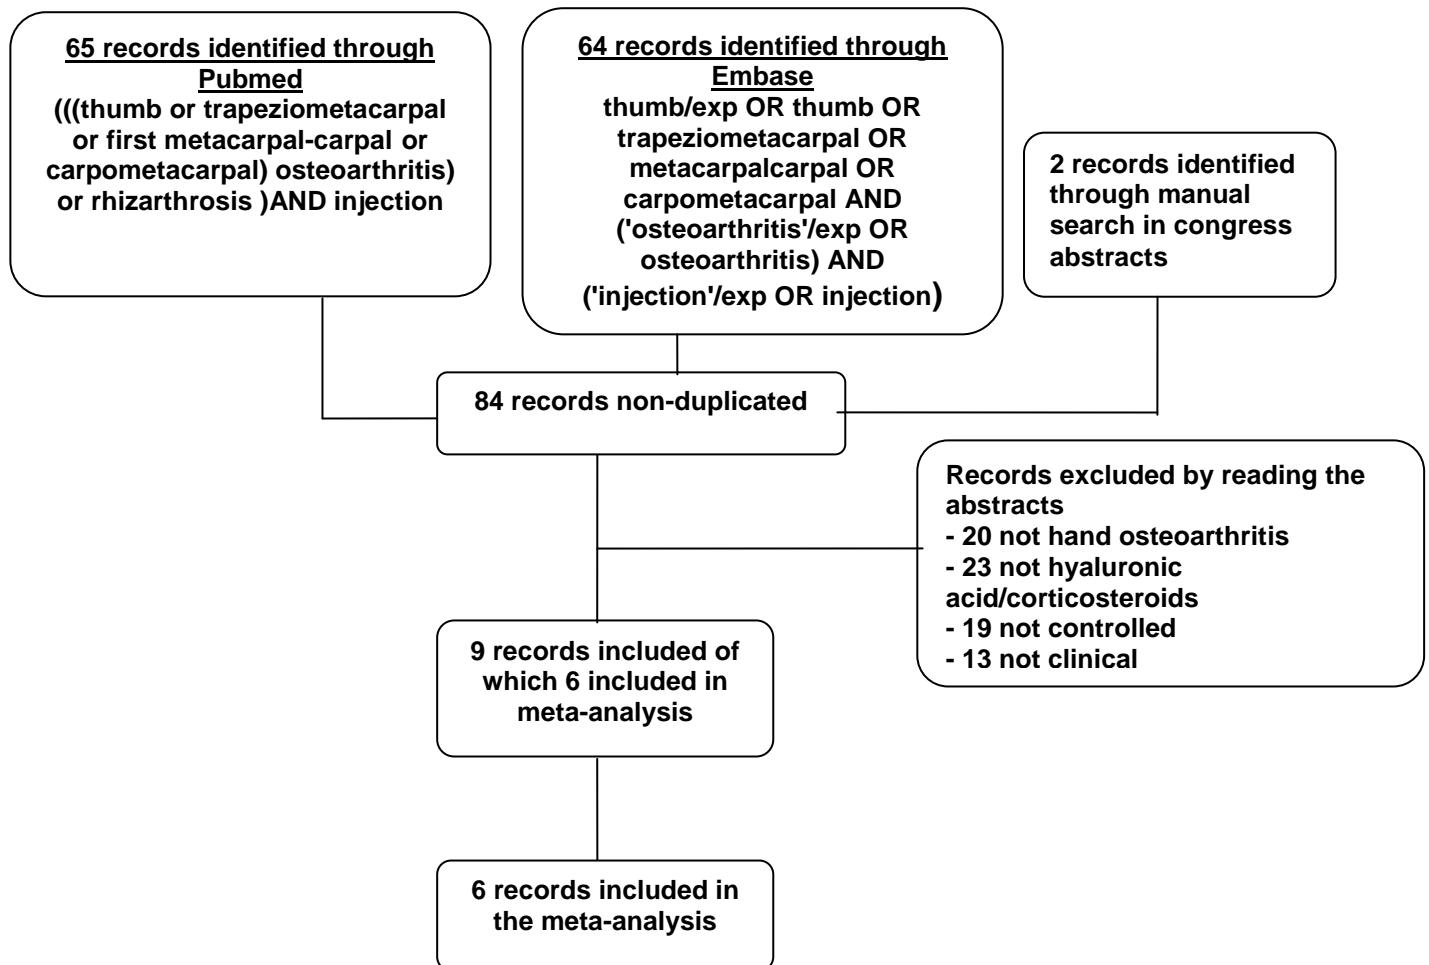 65 records identified through
Pubmed
(((thumb or trapeziometacarpal
or first metacarpal-carpal or
carpometacarpal) osteoarthritis)
or rhizarthrosis )AND injection
64 records identified through
Embase
thumb/exp OR thumb OR
trapeziometacarpal OR
metacarpalcarpal OR
carpometacarpal AND
('osteoarthritis'/exp OR
osteoarthritis) AND
('injection'/exp OR injection)
2 records identified
through manual
search in congress
abstracts
84 records non-duplicated
Records excluded by reading the
abstracts
- 20 not hand osteoarthritis
- 23 not hyaluronic
acid/corticosteroids
- 19 not controlled
- 13 not clinical
9 records included of
which 6 included in
meta-analysis
6 records included in
the meta-analysis